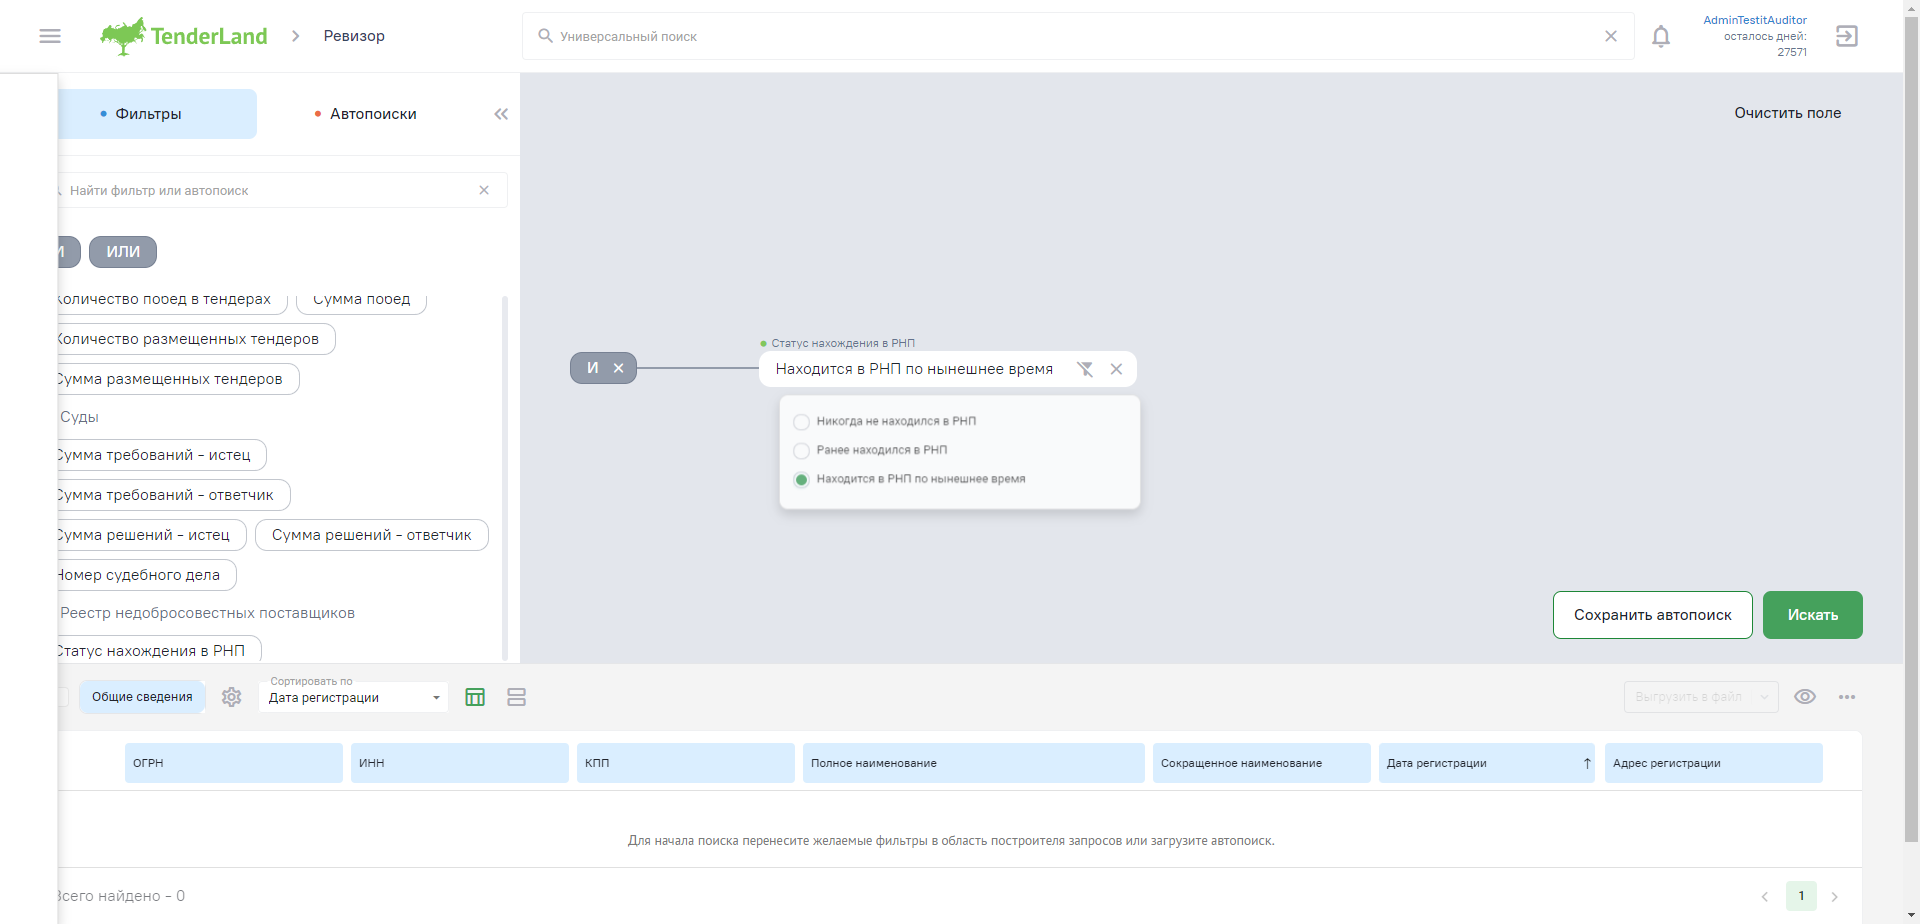 TenderLand
Ревизор
Универсальный поиск
AdminTestitAuditor
осталось дней:
27571
Фильтры
Автопоиски
Очистить поле
Найти фильтр или автопоиск
И
ИЛИ
Количество побед в тендерах
Сумма побед
Количество размещенных тендеров
Сумма размещенных тендеров
Суды
Сумма требований - истец
Сумма требований - ответчик
Сумма решений - истец
Сумма решений - ответчик
Номер судебного дела
Реестр недобросовестных поставщиков
Статус нахождения в РНП
Статус нахождения в РНП
И
Находится в РНП по нынешнее время
Никогда не находился в РНП
Ранее находился в РНП
Находится в РНП по нынешнее время
Сохранить автопоиск
Искать
Общие сведения
Сортировать по
Дата регистрации
Выгрузить в файл
ОГРН
ИНН
КПП
Полное наименование
Сокращенное наименование
Дата регистрации
Адрес регистрации
Для начала поиска перенесите желаемые фильтры в область построителя запросов или загрузите автопоиск.
Всего найдено - 0
1